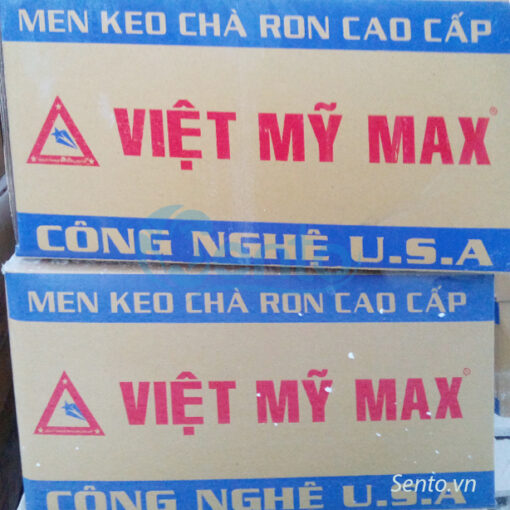 MEN KEO CHÀ RON CAO CẤP
VIỆT MỸ MAX®
CÔNG NGHỆ U.S.A
MEN KEO CHÀ RON CAO CẤP
VIỆT MỸ MAX®
CÔNG NGHỆ U.S.A
Sento.vn